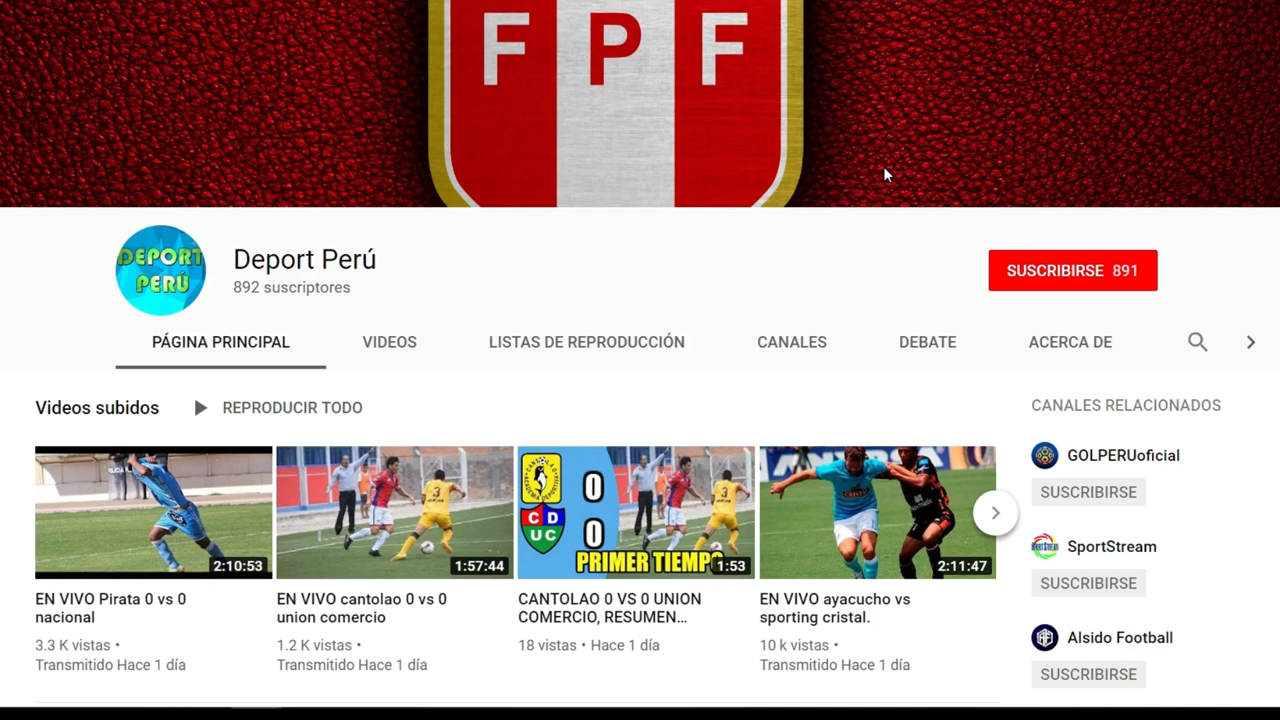 F P F
DEPORT
PERÚ
Deport Perú
892 suscriptores
SUSCRIBIRSE 891
PÁGINA PRINCIPAL
VIDEOS
LISTAS DE REPRODUCCIÓN
CANALES
DEBATE
ACERCA DE
Videos subidos
REPRODUCIR TODO
2:10:53
EN VIVO Pirata 0 vs 0
nacional
3.3 K vistas •
Transmitido Hace 1 día
3
1:57:44
EN VIVO cantolao 0 vs 0
union comercio
1.2 K vistas •
Transmitido Hace 1 día
0
0
C D
U C
3
PRIMER TIEMPO
1:53
CANTOLAO 0 VS 0 UNION
COMERCIO, RESUMEN...
18 vistas • Hace 1 día
CRISTAL
2:11:47
EN VIVO ayacucho vs
sporting cristal.
10 k vistas •
Transmitido Hace 1 día
CANALES RELACIONADOS
GOLPERUoficial
SUSCRIBIRSE
SportStream
SUSCRIBIRSE
Alsido Football
SUSCRIBIRSE